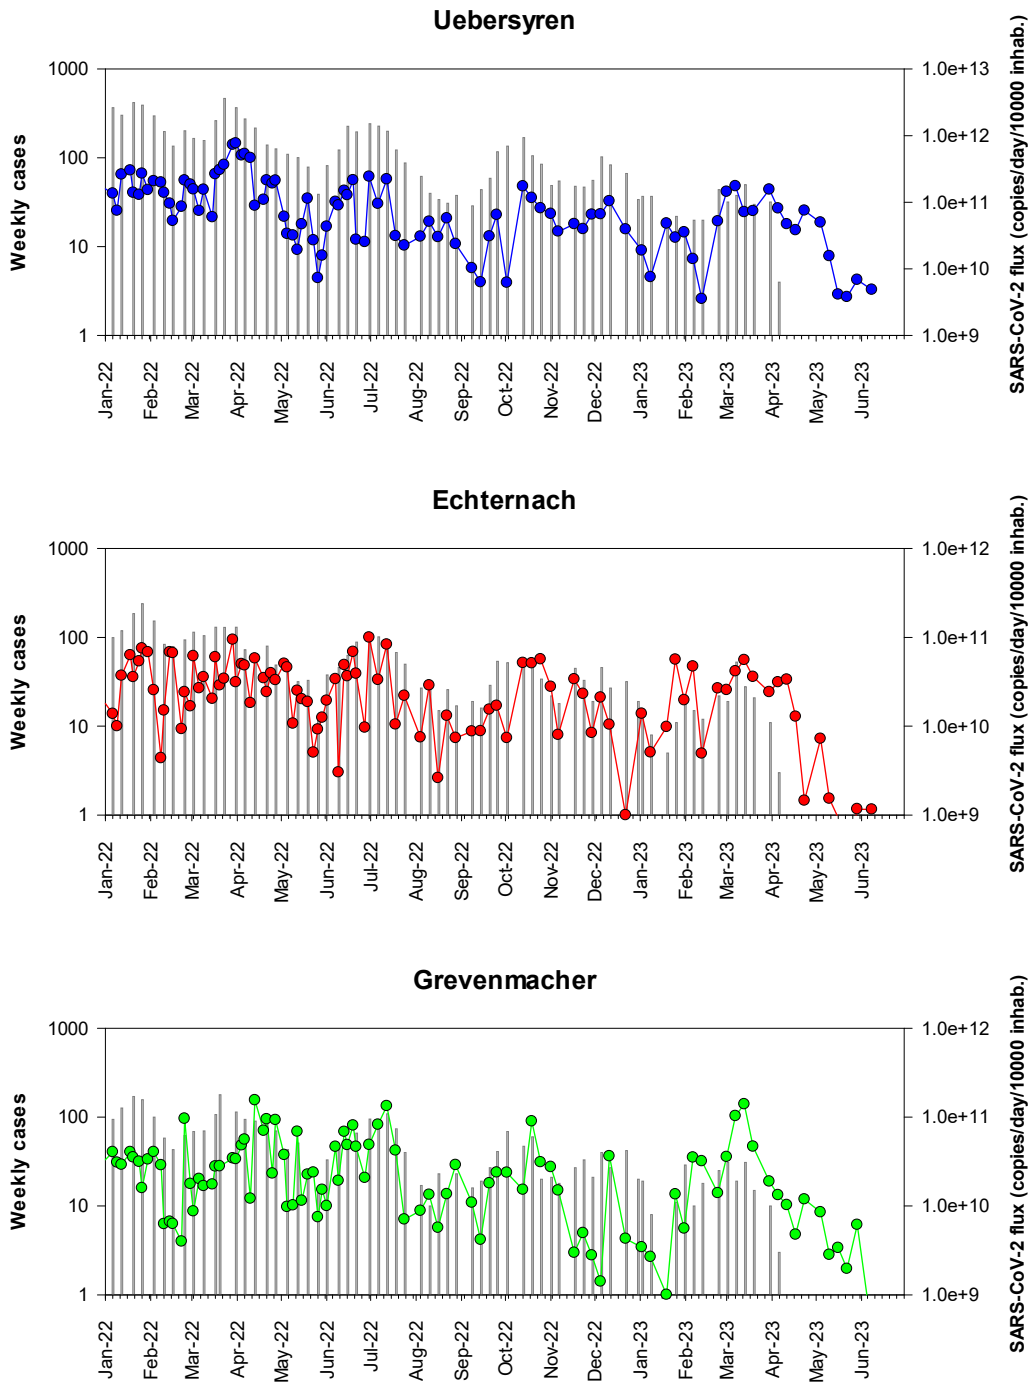 Uebersyren
Weekly cases
SARS-CoV-2 flux (copies/day/10000 inhab.)
1000
100
10
1
1.0e+13
1.0e+12
1.0e+11
1.0e+10
1.0e+9
Jan-22
Feb-22
Mar-22
Apr-22
May-22
Jun-22
Jul-22
Aug-22
Sep-22
Oct-22
Nov-22
Dec-22
Jan-23
Feb-23
Mar-23
Apr-23
May-23
Jun-23
Echternach
Weekly cases
SARS-CoV-2 flux (copies/day/10000 inhab.)
1000
100
10
1
1.0e+12
1.0e+11
1.0e+10
1.0e+9
Jan-22
Feb-22
Mar-22
Apr-22
May-22
Jun-22
Jul-22
Aug-22
Sep-22
Oct-22
Nov-22
Dec-22
Jan-23
Feb-23
Mar-23
Apr-23
May-23
Jun-23
Grevenmacher
Weekly cases
SARS-CoV-2 flux (copies/day/10000 inhab.)
1000
100
10
1
1.0e+12
1.0e+11
1.0e+10
1.0e+9
Jan-22
Feb-22
Mar-22
Apr-22
May-22
Jun-22
Jul-22
Aug-22
Sep-22
Oct-22
Nov-22
Dec-22
Jan-23
Feb-23
Mar-23
Apr-23
May-23
Jun-23